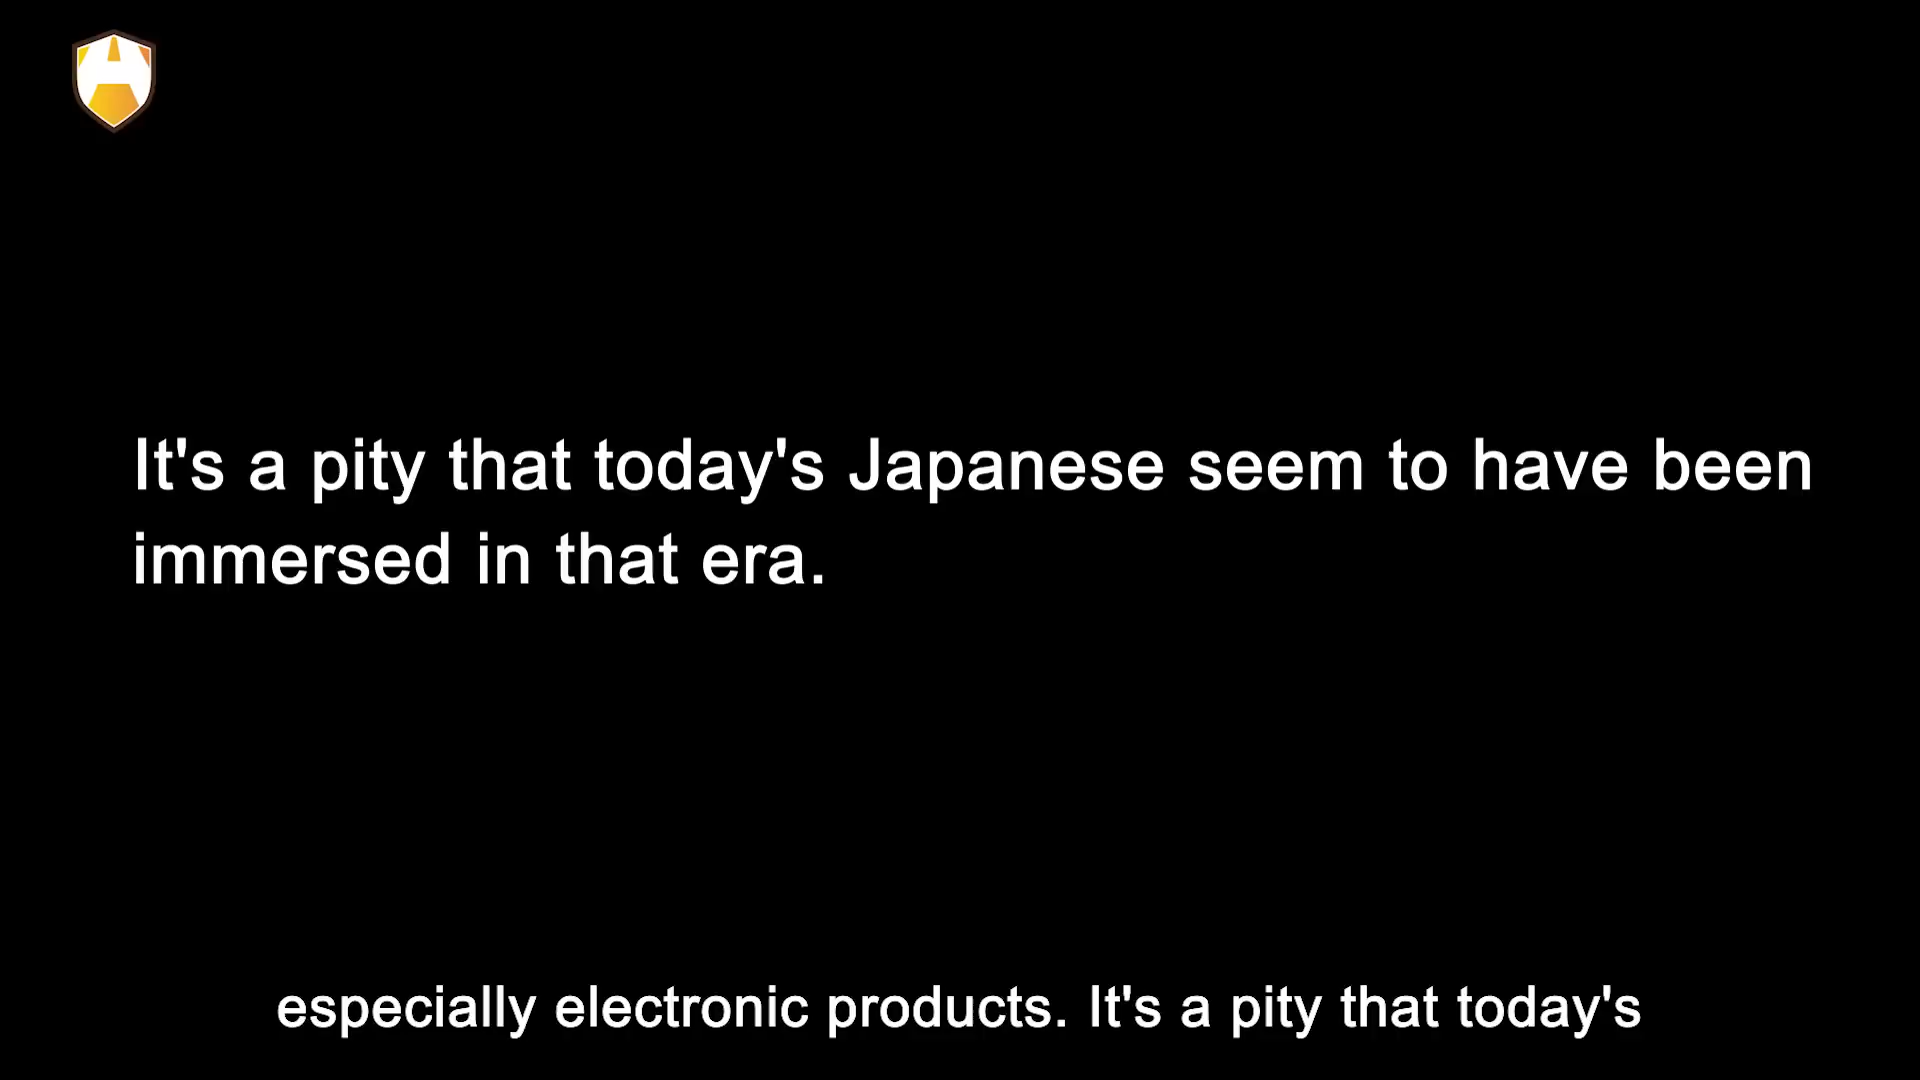 It's a pity that today's Japanese seem to have been
immersed in that era.
especially electronic products. It's a pity that today's